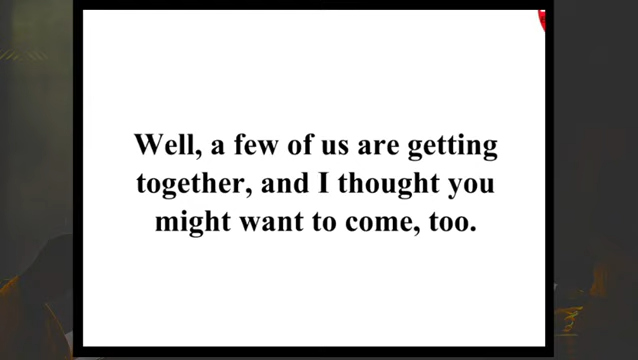 Well, a few of us are getting
together, and I thought you
might want to come, too.